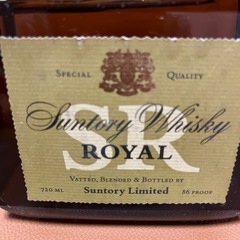 SPECIAL QUALITY
SR
Suntory Whisky
ROYAL
VATTED, BLENDED & BOTTLED BY
720 ML Suntory Limited 86 PROOF